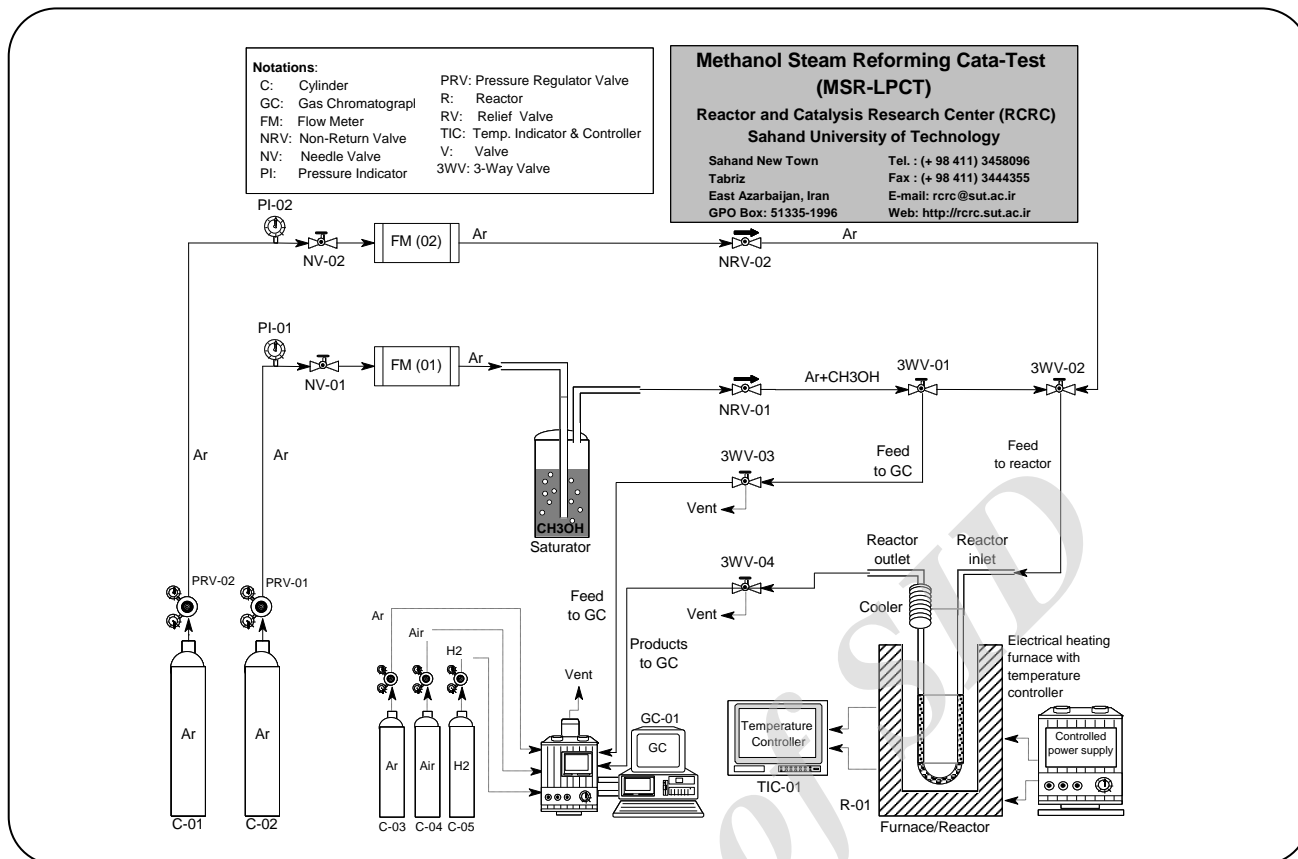 Notations:
C: Cylinder
GC: Gas Chromatograpl
FM: Flow Meter
NRV: Non-Return Valve
NV: Needle Valve
PI: Pressure Indicator
PRV: Pressure Regulator Valve
R: Reactor
RV: Relief Valve
TIC: Temp. Indicator & Controller
V: Valve
3WV: 3-Way Valve
Methanol Steam Reforming Cata-Test
(MSR-LPCT)
Reactor and Catalysis Research Center (RCRC)
Sahand University of Technology
Sahand New Town
Tabriz
East Azarbaijan, Iran
GPO Box: 51335-1996
Tel. : (+ 98 411) 3458096
Fax : (+ 98 411) 3444355
E-mail: rcrc@sut.ac.ir
Web: http://rcrc.sut.ac.ir
PI-02
NV-02
FM (02)
Ar
NRV-02
Ar
PI-01
NV-01
FM (01)
Ar
NRV-01
Ar+CH3OH
3WV-01
3WV-02
Ar
Ar
CH3OH
Saturator
3WV-03
Vent
Feed
to GC
Feed
to reactor
3WV-04
Vent
Reactor
outlet
Reactor
inlet
Cooler
PRV-02
PRV-01
Ar
Air
H2
Feed
to GC
Products
to GC
Vent
Electrical heating
furnace with
temperature
controller
Ar
Ar
Ar
Air
H2
GC-01
GC
Temperature
Controller
TIC-01
Controlled
power supply
R-01
Furnace/Reactor
C-01
C-02
C-03
C-04
C-05
of SID